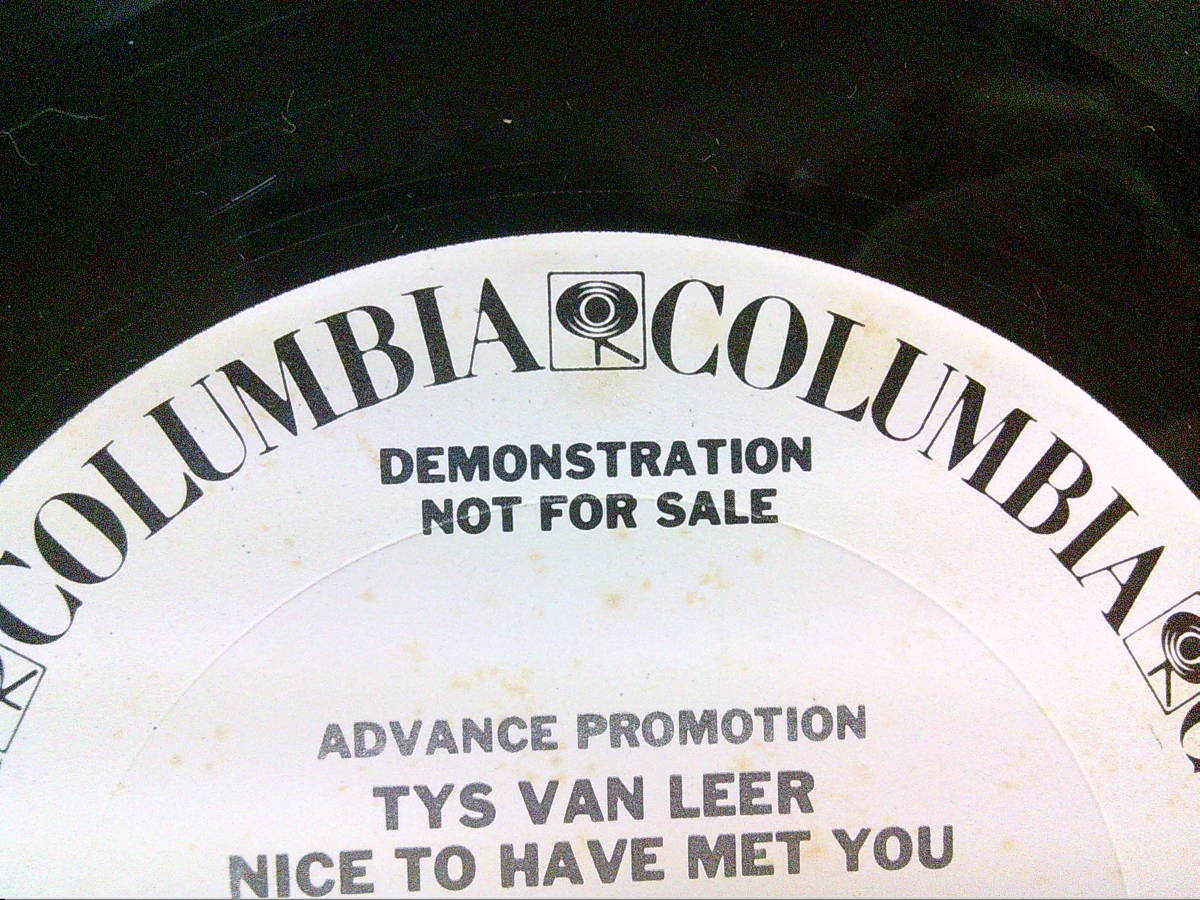 COLUMBIA COLUMBIA
DEMONSTRATION
NOT FOR SALE
ADVANCE PROMOTION
TYS VAN LEER
NICE TO HAVE MET YOU